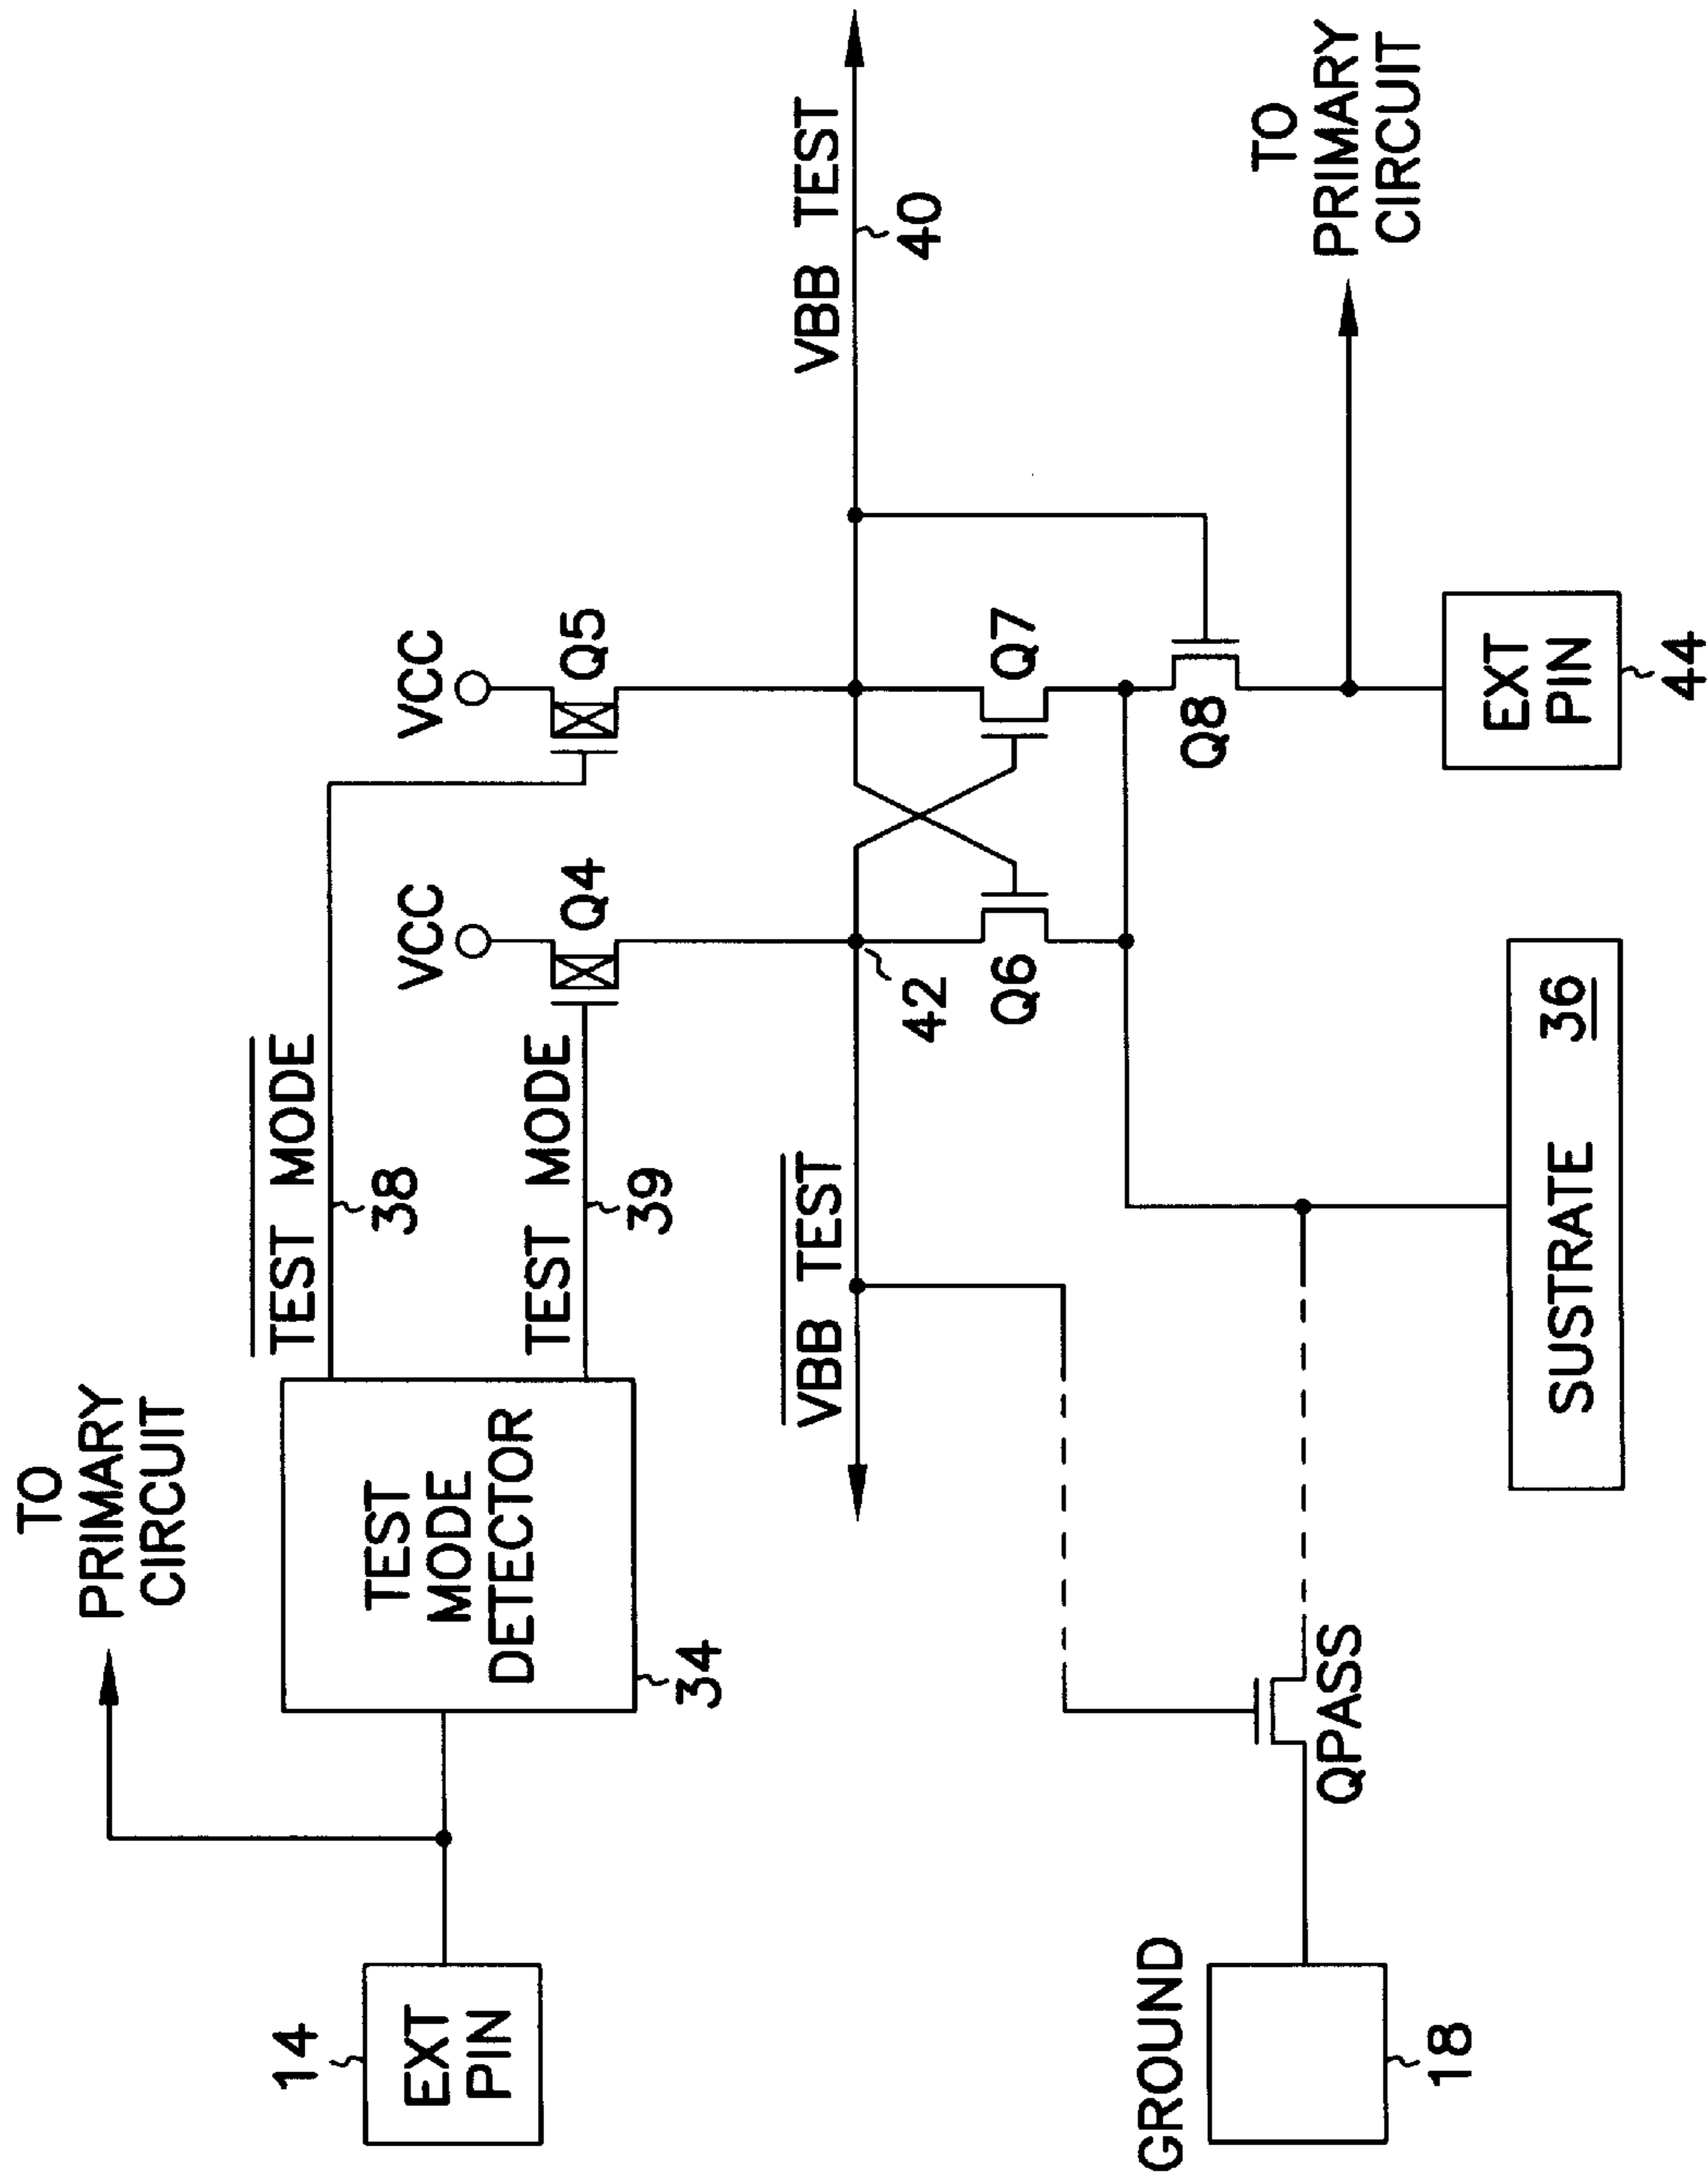 TO
PRIMARY
CIRCUIT
14
EXT
PIN
TEST
MODE
DETECTOR
34
TEST MODE
38
TEST MODE
39
VCC
Q4
VCC
Q5
VBB TEST
42
VBB TEST
40
Q6
Q7
Q8
TO
PRIMARY
CIRCUIT
GROUND
18
QPASS
SUSTRATE 36
EXT
PIN
44